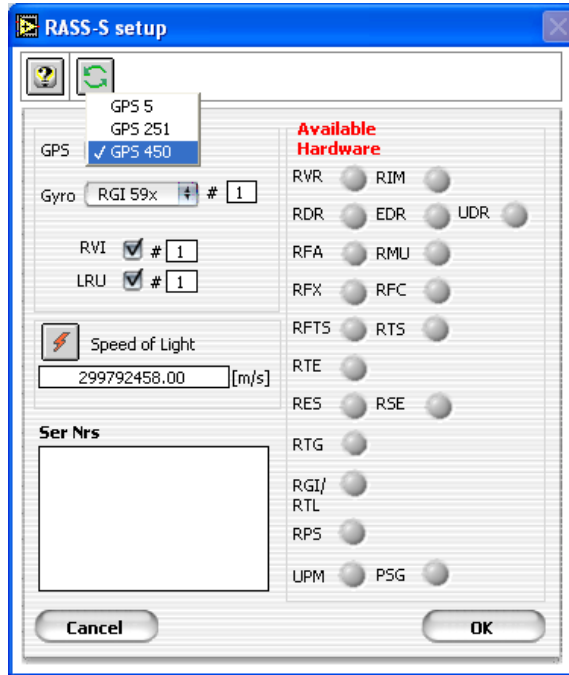 RASS-S setup
GPS 5
GPS 251
GPS ✓ GPS 450
Gyro RGI 59x # 1
RVI # 1
LRU # 1
Speed of Light
299792458.00 [m/s]
Ser Nrs
Available
Hardware
RVR RIM
RDR EDR UDR
RFA RMU
RFX RFC
RFTS RTS
RTE
RES RSE
RTG
RGI/
RTL
RPS
UPM PSG
Cancel OK